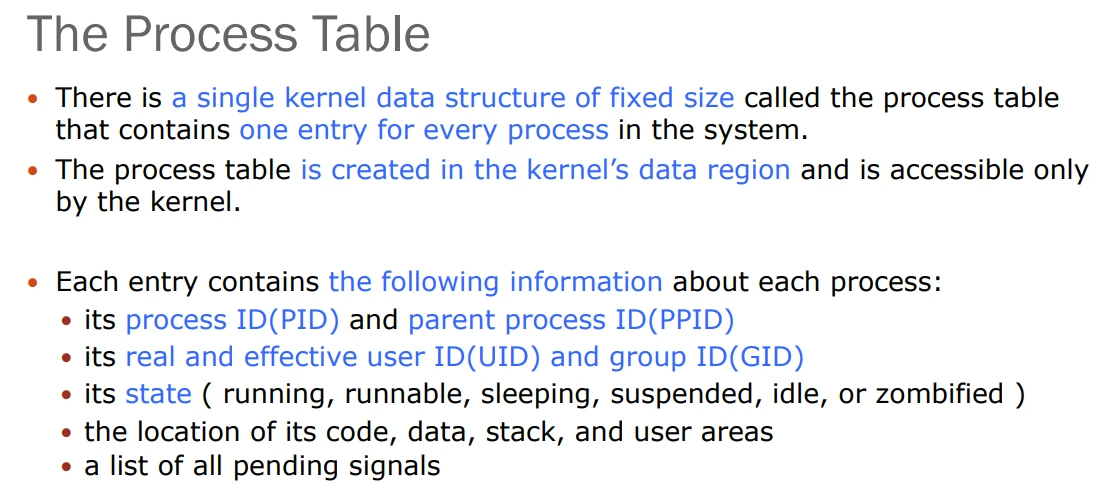 The Process Table
• There is a single kernel data structure of fixed size called the process table
that contains one entry for every process in the system.
• The process table is created in the kernel’s data region and is accessible only
by the kernel.
• Each entry contains the following information about each process:
• its process ID(PID) and parent process ID(PPID)
• its real and effective user ID(UID) and group ID(GID)
• its state ( running, runnable, sleeping, suspended, idle, or zombified )
• the location of its code, data, stack, and user areas
• a list of all pending signals